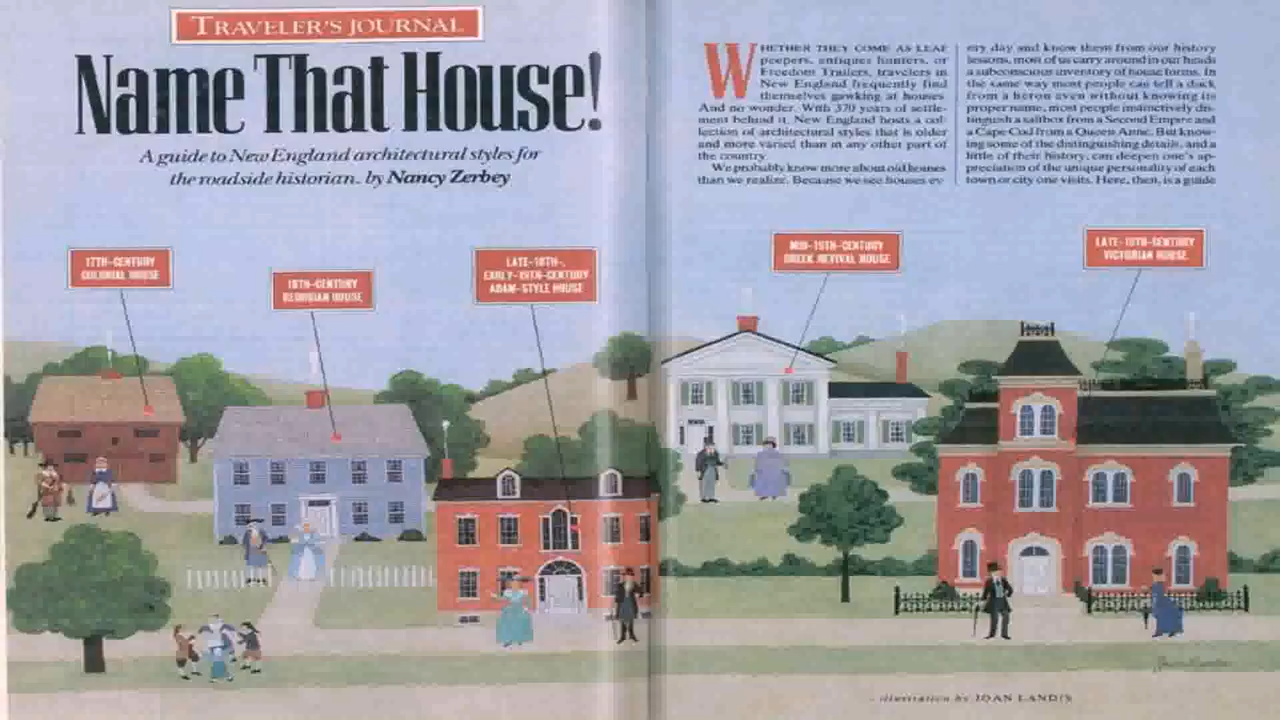 TRAVELER'S JOURNAL
Name That House!
A guide to New England architectural styles for
the roadside historian. by Nancy Zerbey
WHETHER THEY COME AS LEAF
peepers, antiques hunters, or
Freedom Trailers, travelers in
New England frequently find
themselves gawking at houses.
And no wonder. With 370 years of settle-
ment behind it, New England hosts a col-
lection of architectural styles that is older
and more varied than in any other part of
the country.
We probably know more about old houses
than we realize. Because we see houses ev-
ery day and know them from our history
lessons, most of us carry around in our heads
a subconscious inventory of house forms. In
the same way most people can tell a duck
from a heron even without knowing its
proper name, most people instinctively dis-
tinguish a saltbox from a Second Empire and
a Cape Cod from a Queen Anne. But know-
ing some of the distinguishing details, and a
little of their history, can deepen one's ap-
preciation of the unique personality of each
town or city one visits. Here, then, is a guide
17TH-CENTURY
COLONIAL HOUSE
18TH-CENTURY
GEORGIAN HOUSE
LATE-18TH-,
EARLY-19TH-CENTURY
ADAM-STYLE HOUSE
MID-19TH-CENTURY
GREEK REVIVAL HOUSE
LATE-19TH-CENTURY
VICTORIAN HOUSE
- illustration by JOAN LANDIS